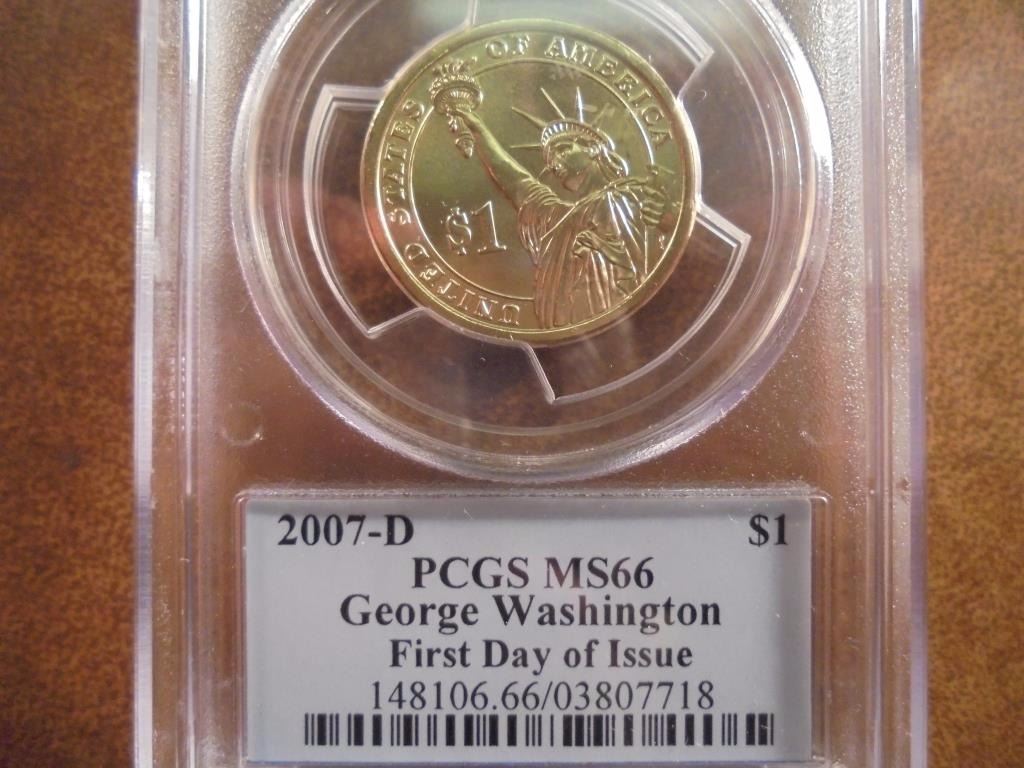 UNITED STATES OF AMERICA
$1
2007-D $1
PCGS MS66
George Washington
First Day of Issue
148106.66/03807718